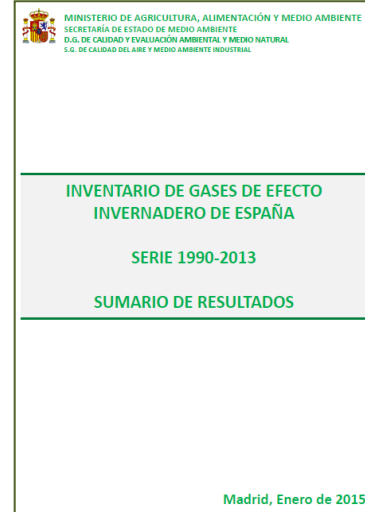 MINISTERIO DE AGRICULTURA, ALIMENTACIÓN Y MEDIO AMBIENTE
SECRETARÍA DE ESTADO DE MEDIO AMBIENTE
D.G. DE CALIDAD Y EVALUACIÓN AMBIENTAL Y MEDIO NATURAL
S.G. DE CALIDAD DEL AIRE Y MEDIO AMBIENTE INDUSTRIAL
INVENTARIO DE GASES DE EFECTO
INVERNADERO DE ESPAÑA
SERIE 1990-2013
SUMARIO DE RESULTADOS
Madrid, Enero de 2015